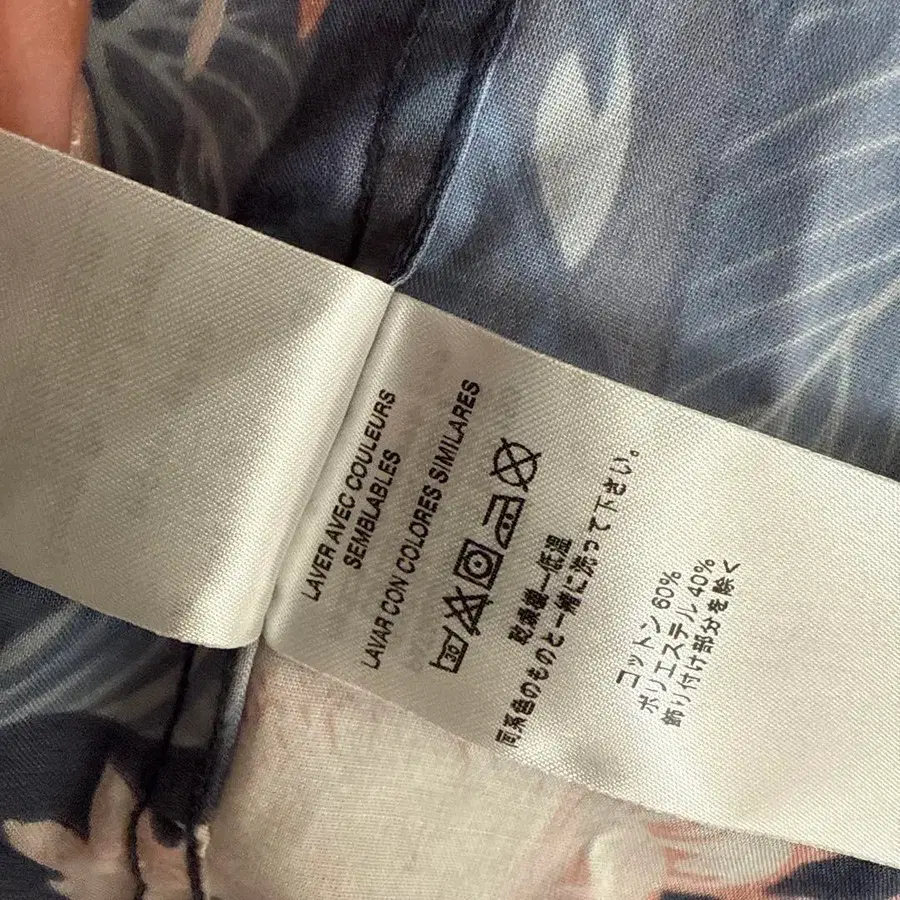 LAVER AVEC COULEURS
SEMBLABLES
LAVAR CON COLORES SIMILARES
30
乾燥機ー低温
同系色のものと一緒に洗って下さい。
コットン 60%
ポリエステル 40%
飾り付け部分を除く